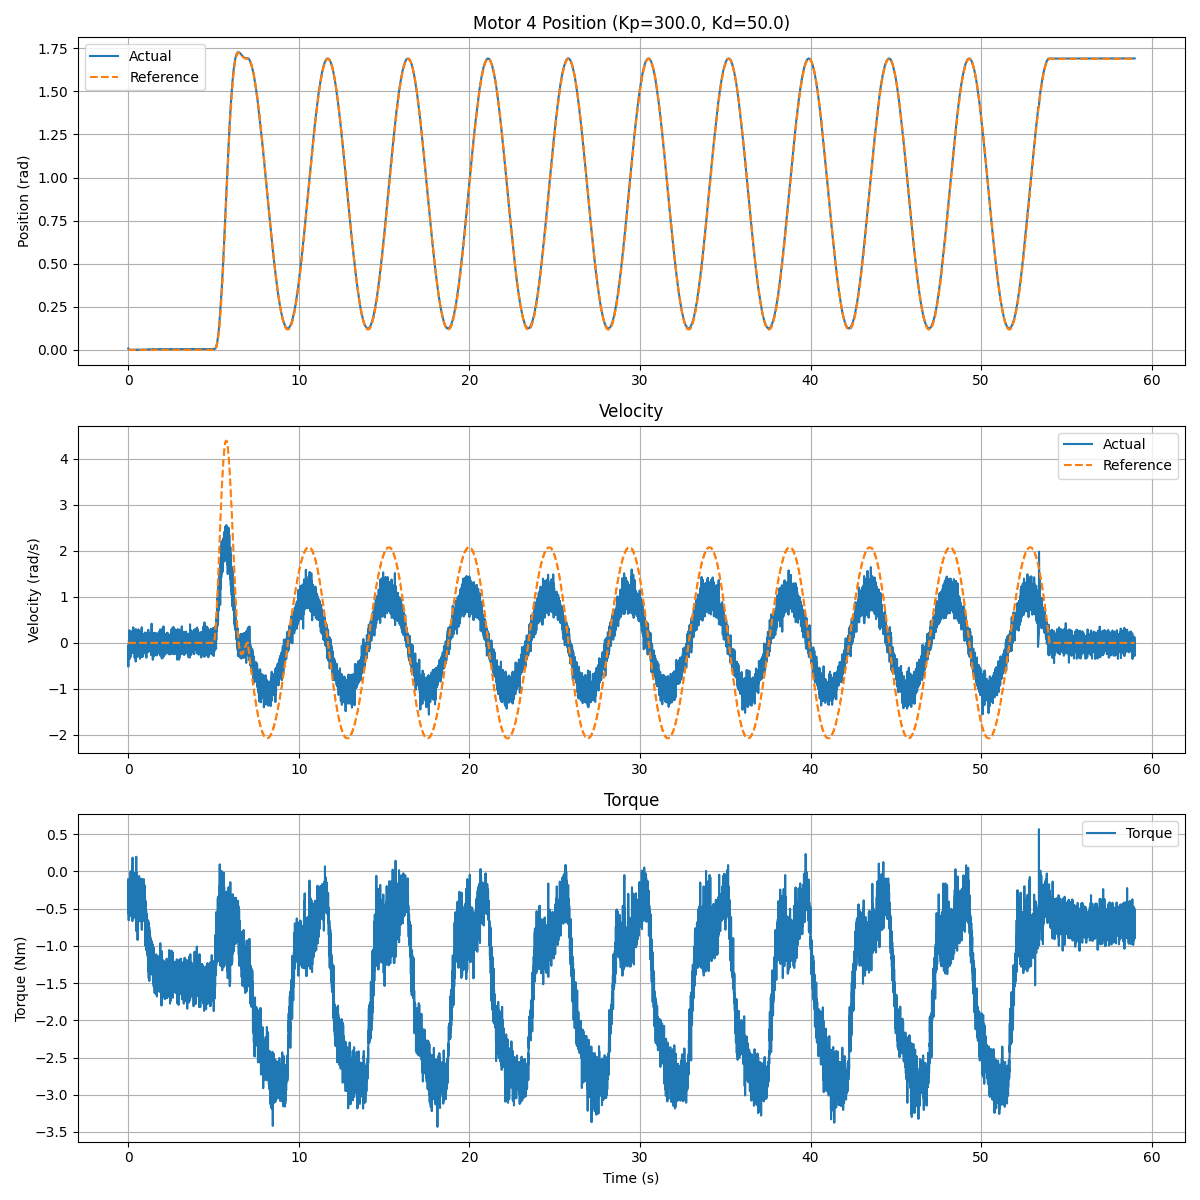 Motor 4 Position (Kp=300.0, Kd=50.0)
Position (rad)
1.75
1.50
1.25
1.00
0.75
0.50
0.25
0.00
Actual
Reference
0 10 20 30 40 50 60
Velocity
Velocity (rad/s)
4
3
2
1
0
−1
−2
Actual
Reference
0 10 20 30 40 50 60
Torque
Torque (Nm)
0.5
0.0
−0.5
−1.0
−1.5
−2.0
−2.5
−3.0
−3.5
Torque
0 10 20 30 40 50 60
Time (s)